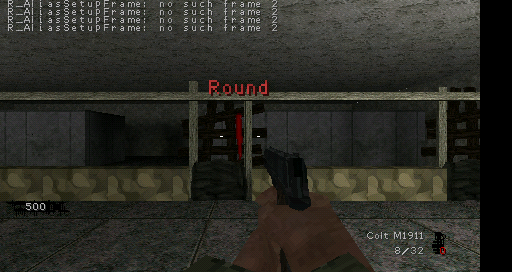 R_AliasSetupFrame: no such frame 2
R_AliasSetupFrame: no such frame 2
R_AliasSetupFrame: no such frame 2
Round
500
Colt M1911
8/32